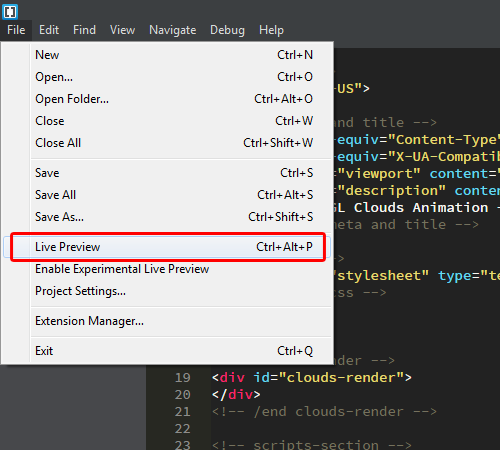 File Edit Find View Navigate Debug Help
New Ctrl+N
Open... Ctrl+O
Open Folder... Ctrl+Alt+O
Close Ctrl+W
Close All Ctrl+Shift+W
Save Ctrl+S
Save All Ctrl+Alt+S
Save As... Ctrl+Shift+S
Live Preview Ctrl+Alt+P
Enable Experimental Live Preview
Project Settings...
Extension Manager...
Exit Ctrl+Q
-US">
and title -->
-equiv="Content-Type"
-equiv="X-UA-Compatib
="viewport" content="
="description" conten
GL Clouds Animation -
meta and title -->
>
"stylesheet" type="te
ss -->
nder -->
19 <div id="clouds-render">
20 </div>
21 <!-- /end clouds-render -->
22
23 <!-- scripts-section -->